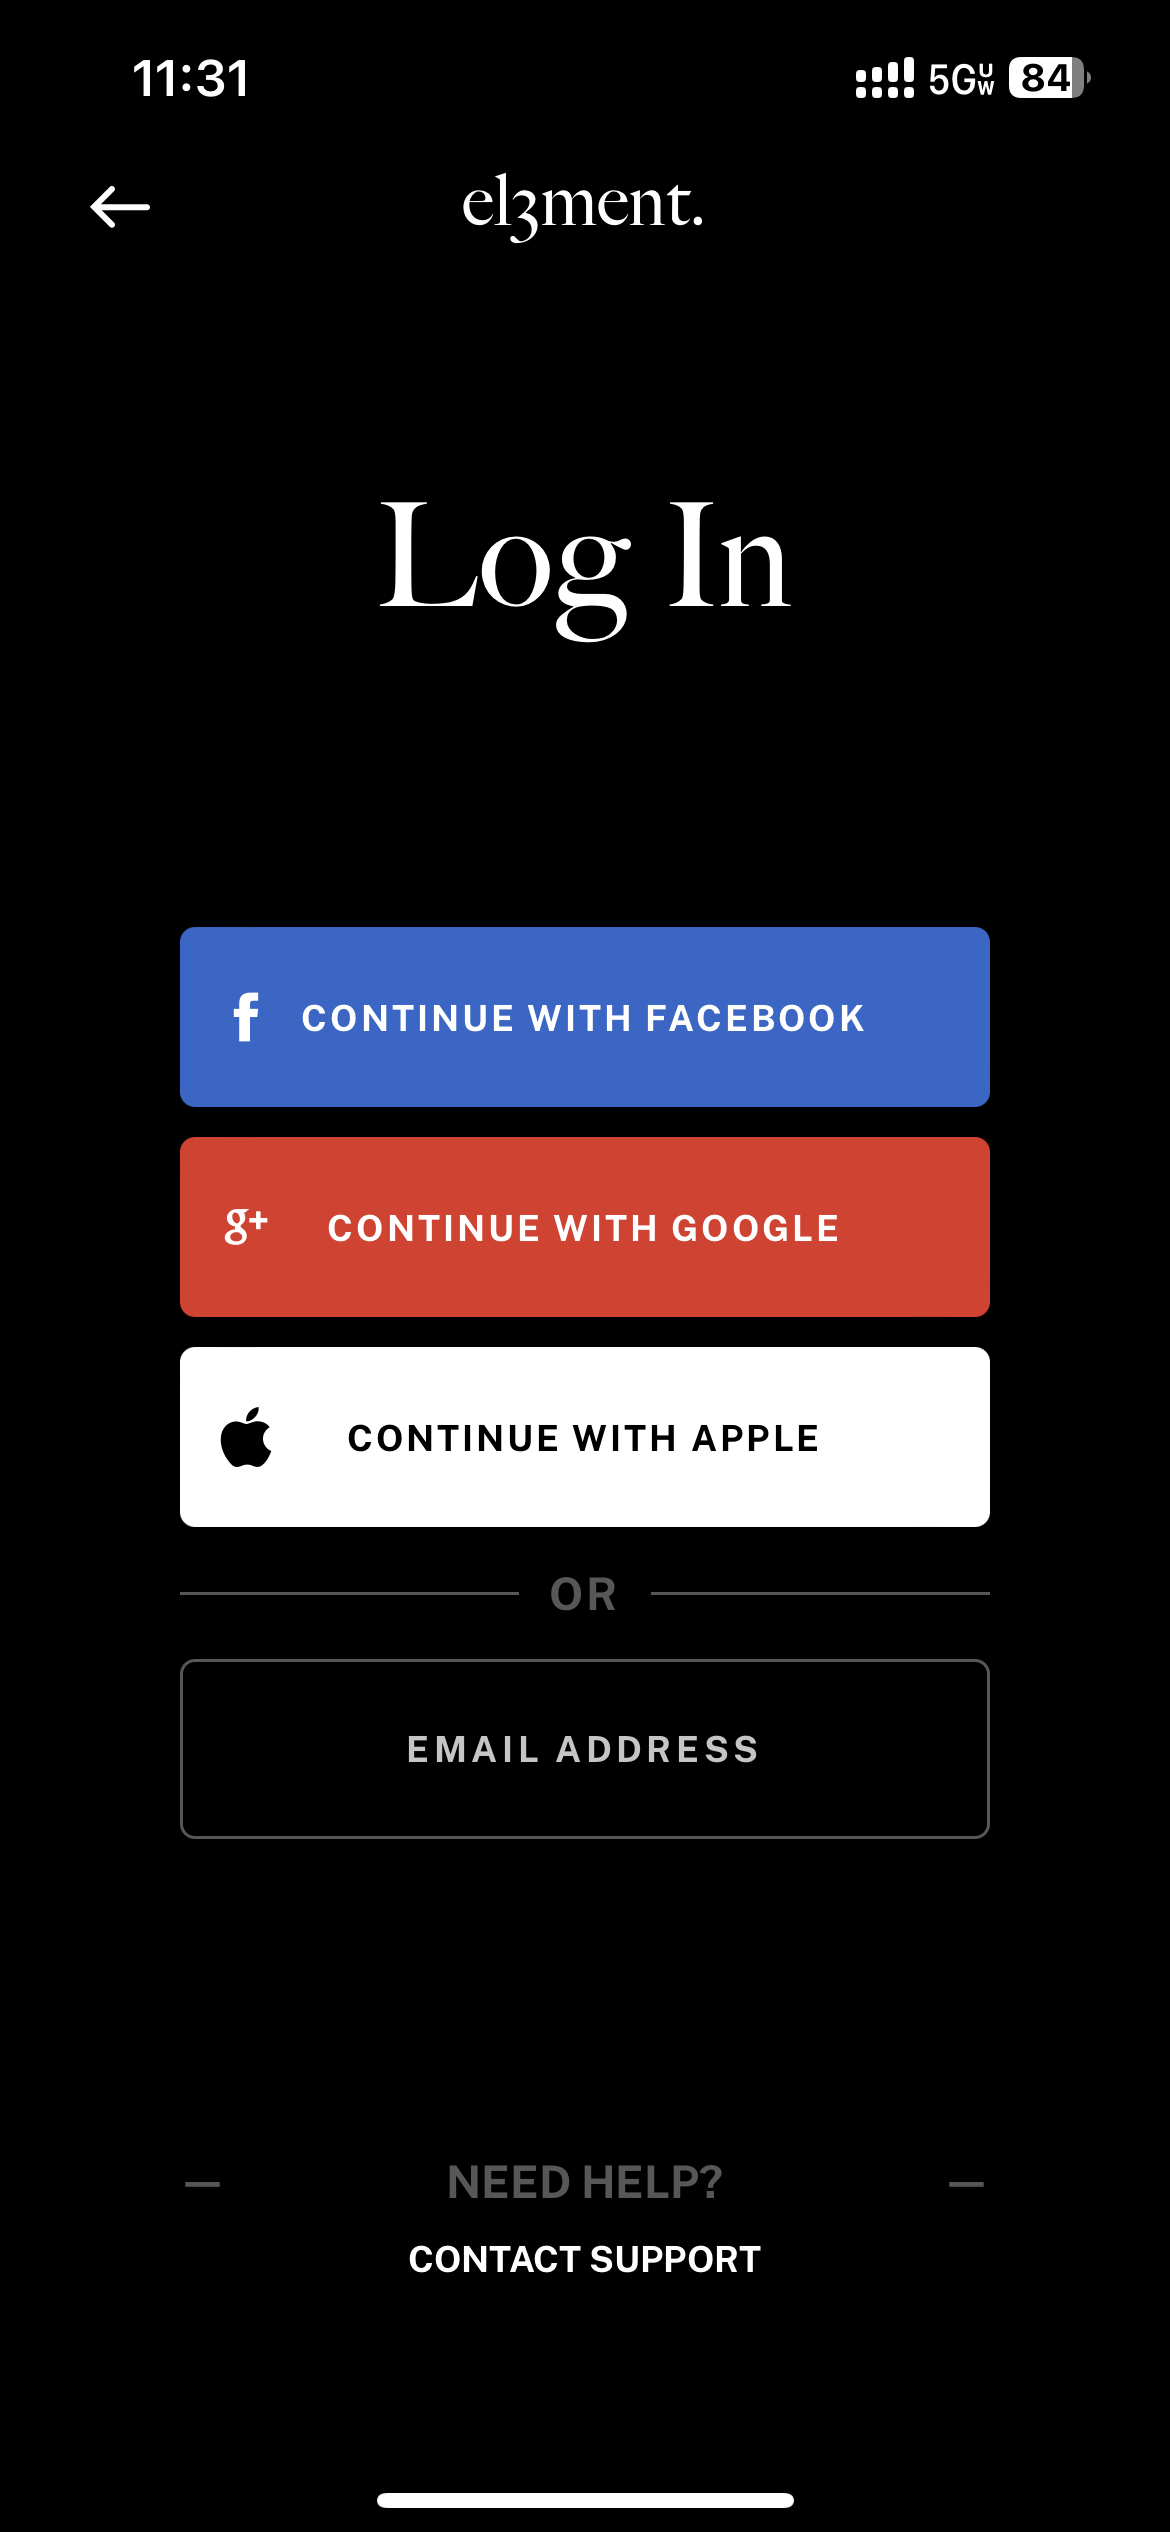 11:31
5G UW 84
el3ment.
Log In
f CONTINUE WITH FACEBOOK
g+ CONTINUE WITH GOOGLE
CONTINUE WITH APPLE
OR
EMAIL ADDRESS
— NEED HELP? —
CONTACT SUPPORT